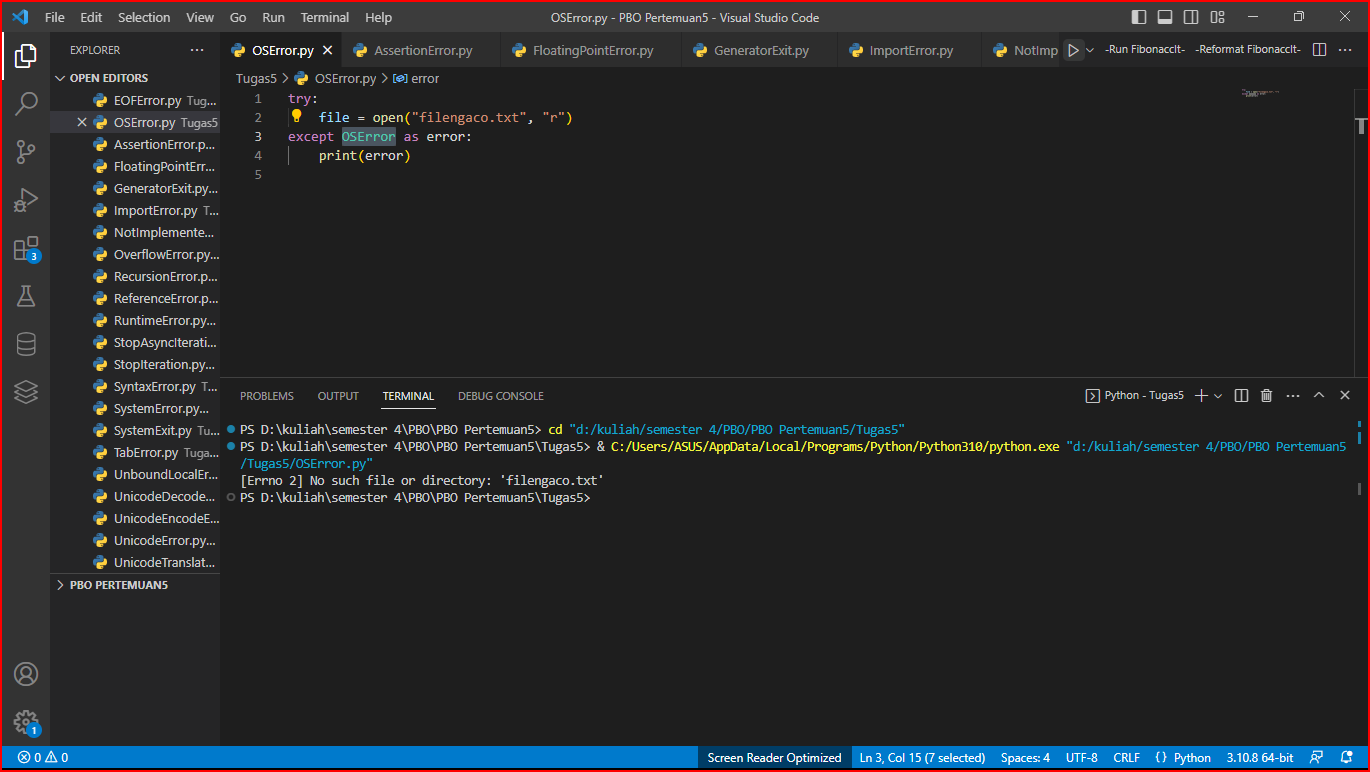 File Edit Selection View Go Run Terminal Help OSError.py - PBO Pertemuan5 - Visual Studio Code
EXPLORER
OSError.py AssertionError.py FloatingPointError.py GeneratorExit.py ImportError.py NotImp -Run FibonaccIt- -Reformat FibonaccIt-
OPEN EDITORS
EOFError.py Tug...
OSError.py Tugas5
AssertionError.p...
FloatingPointErr...
GeneratorExit.py...
ImportError.py T...
NotImplemente...
OverflowError.py...
RecursionError.p...
ReferenceError.p...
RuntimeError.py...
StopAsyncIterati...
StopIteration.py...
SyntaxError.py T...
SystemError.py...
SystemExit.py Tu...
TabError.py Tuga...
UnboundLocalEr...
UnicodeDecode...
UnicodeEncodeE...
UnicodeError.py...
UnicodeTranslat...
PBO PERTEMUAN5
3
1
Tugas5 > OSError.py > error
1 try:
2 file = open("filengaco.txt", "r")
3 except OSError as error:
4 print(error)
5
PROBLEMS OUTPUT TERMINAL DEBUG CONSOLE Python - Tugas5
PS D:\kuliah\semester 4\PBO\PBO Pertemuan5> cd "d:/kuliah/semester 4/PBO/PBO Pertemuan5/Tugas5"
PS D:\kuliah\semester 4\PBO\PBO Pertemuan5\Tugas5> & C:/Users/ASUS/AppData/Local/Programs/Python/Python310/python.exe "d:/kuliah/semester 4/PBO/PBO Pertemuan5
/Tugas5/OSError.py"
[Errno 2] No such file or directory: 'filengaco.txt'
PS D:\kuliah\semester 4\PBO\PBO Pertemuan5\Tugas5>
0 0 Screen Reader Optimized Ln 3, Col 15 (7 selected) Spaces: 4 UTF-8 CRLF {} Python 3.10.8 64-bit